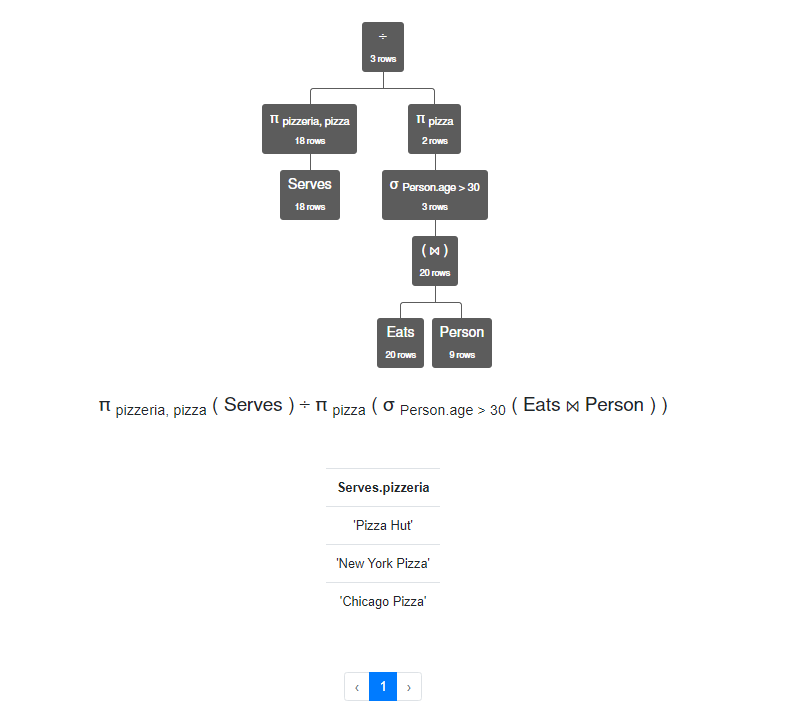 ÷
3 rows
π pizzeria, pizza
18 rows
π pizza
2 rows
Serves
18 rows
σ Person.age > 30
3 rows
( ⋈ )
20 rows
Eats
20 rows
Person
9 rows
π pizzeria, pizza ( Serves ) ÷ π pizza ( σ Person.age > 30 ( Eats ⋈ Person ) )
Serves.pizzeria
'Pizza Hut'
'New York Pizza'
'Chicago Pizza'
‹ 1 ›